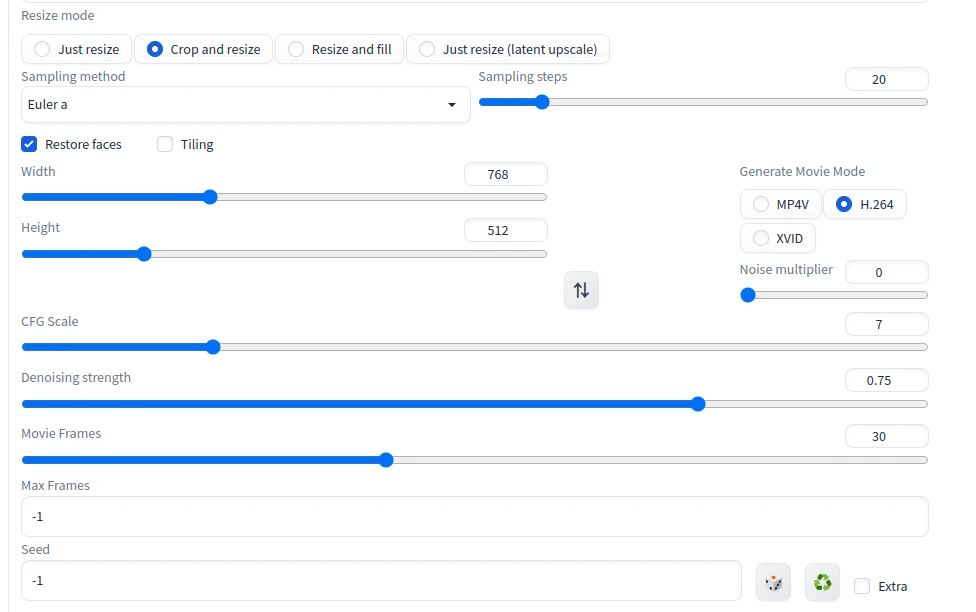 Resize mode
Just resize Crop and resize Resize and fill Just resize (latent upscale)
Sampling method
Euler a
Sampling steps
20
Restore faces Tiling
Width
768
Height
512
Generate Movie Mode
MP4V H.264
XVID
Noise multiplier
0
CFG Scale
7
Denoising strength
0.75
Movie Frames
30
Max Frames
-1
Seed
-1
Extra